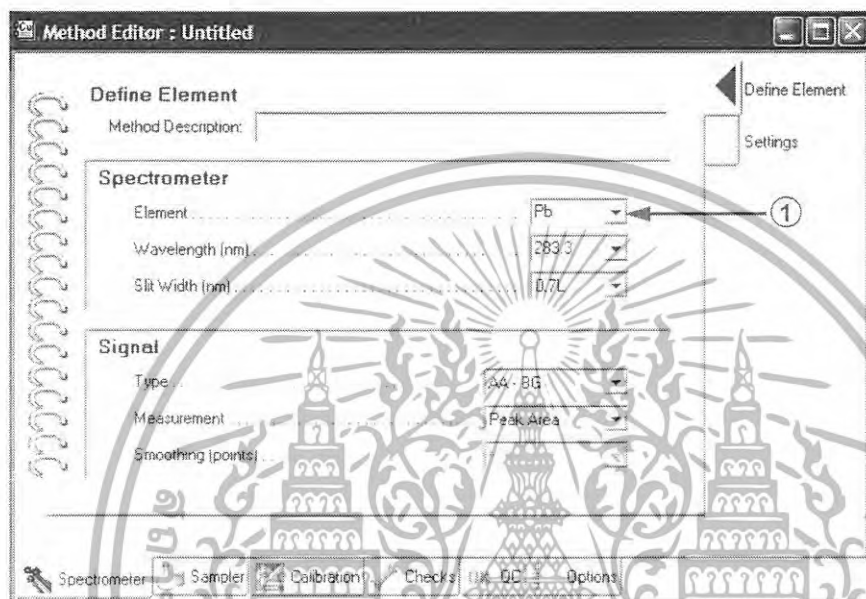 Cu Method Editor : Untitled
Define Element
Method Description:
Define Element
Settings
Spectrometer
Element Pb
①
Wavelength (nm) 283.3
Slit Width (nm) 0.7L
Signal
Type AA - BG
Measurement Peak Area
Smoothing (points)
Spectrometer Sampler Calibration Checks QC Options